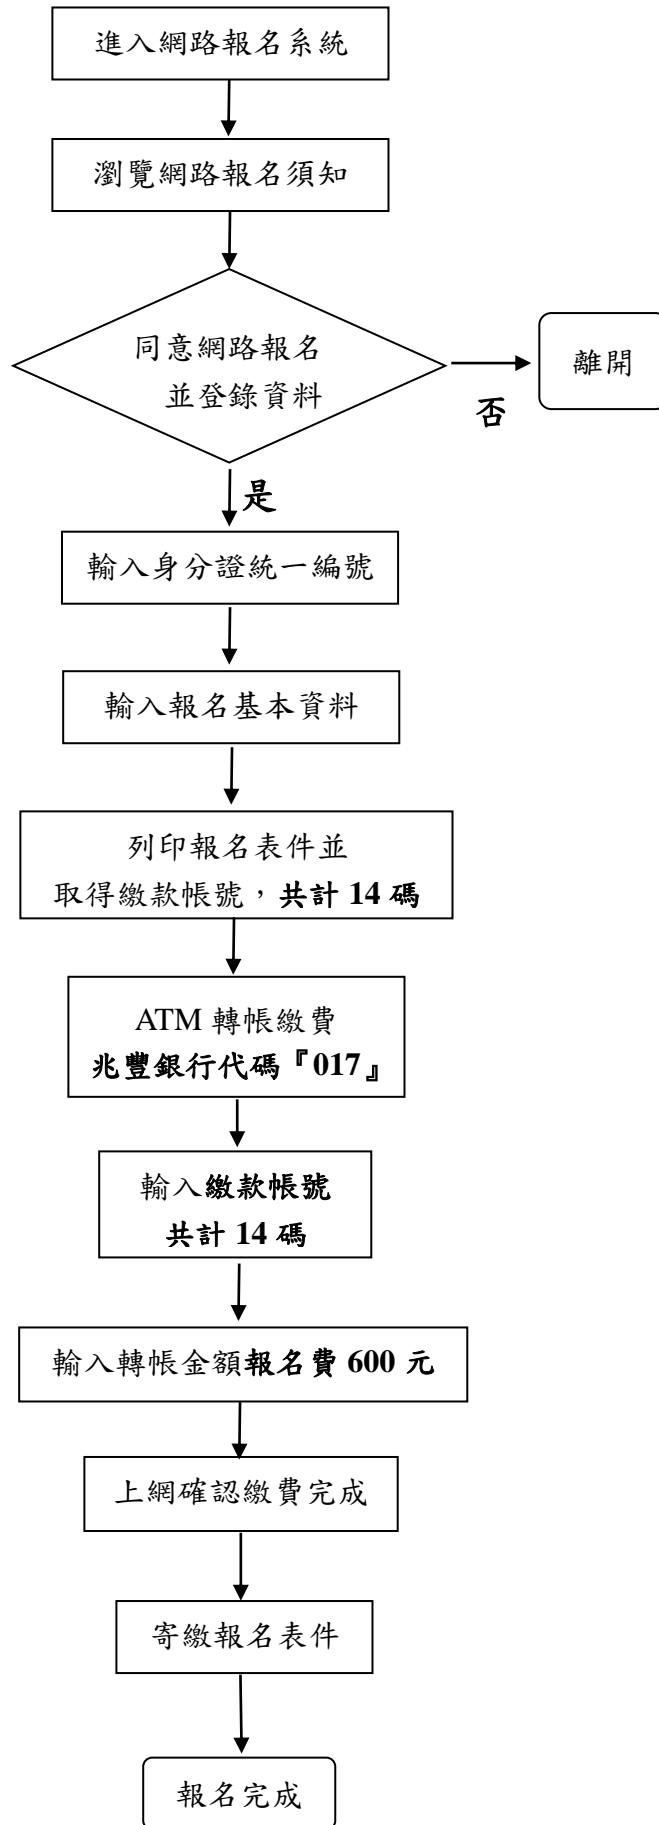 進入網路報名系統
瀏覽網路報名須知
同意網路報名
並登錄資料
離開
否
是
輸入身分證統一編號
輸入報名基本資料
列印報名表件並
取得繳款帳號，共計 14 碼
ATM 轉帳繳費
兆豐銀行代碼『017』
輸入繳款帳號
共計 14 碼
輸入轉帳金額報名費 600 元
上網確認繳費完成
寄繳報名表件
報名完成